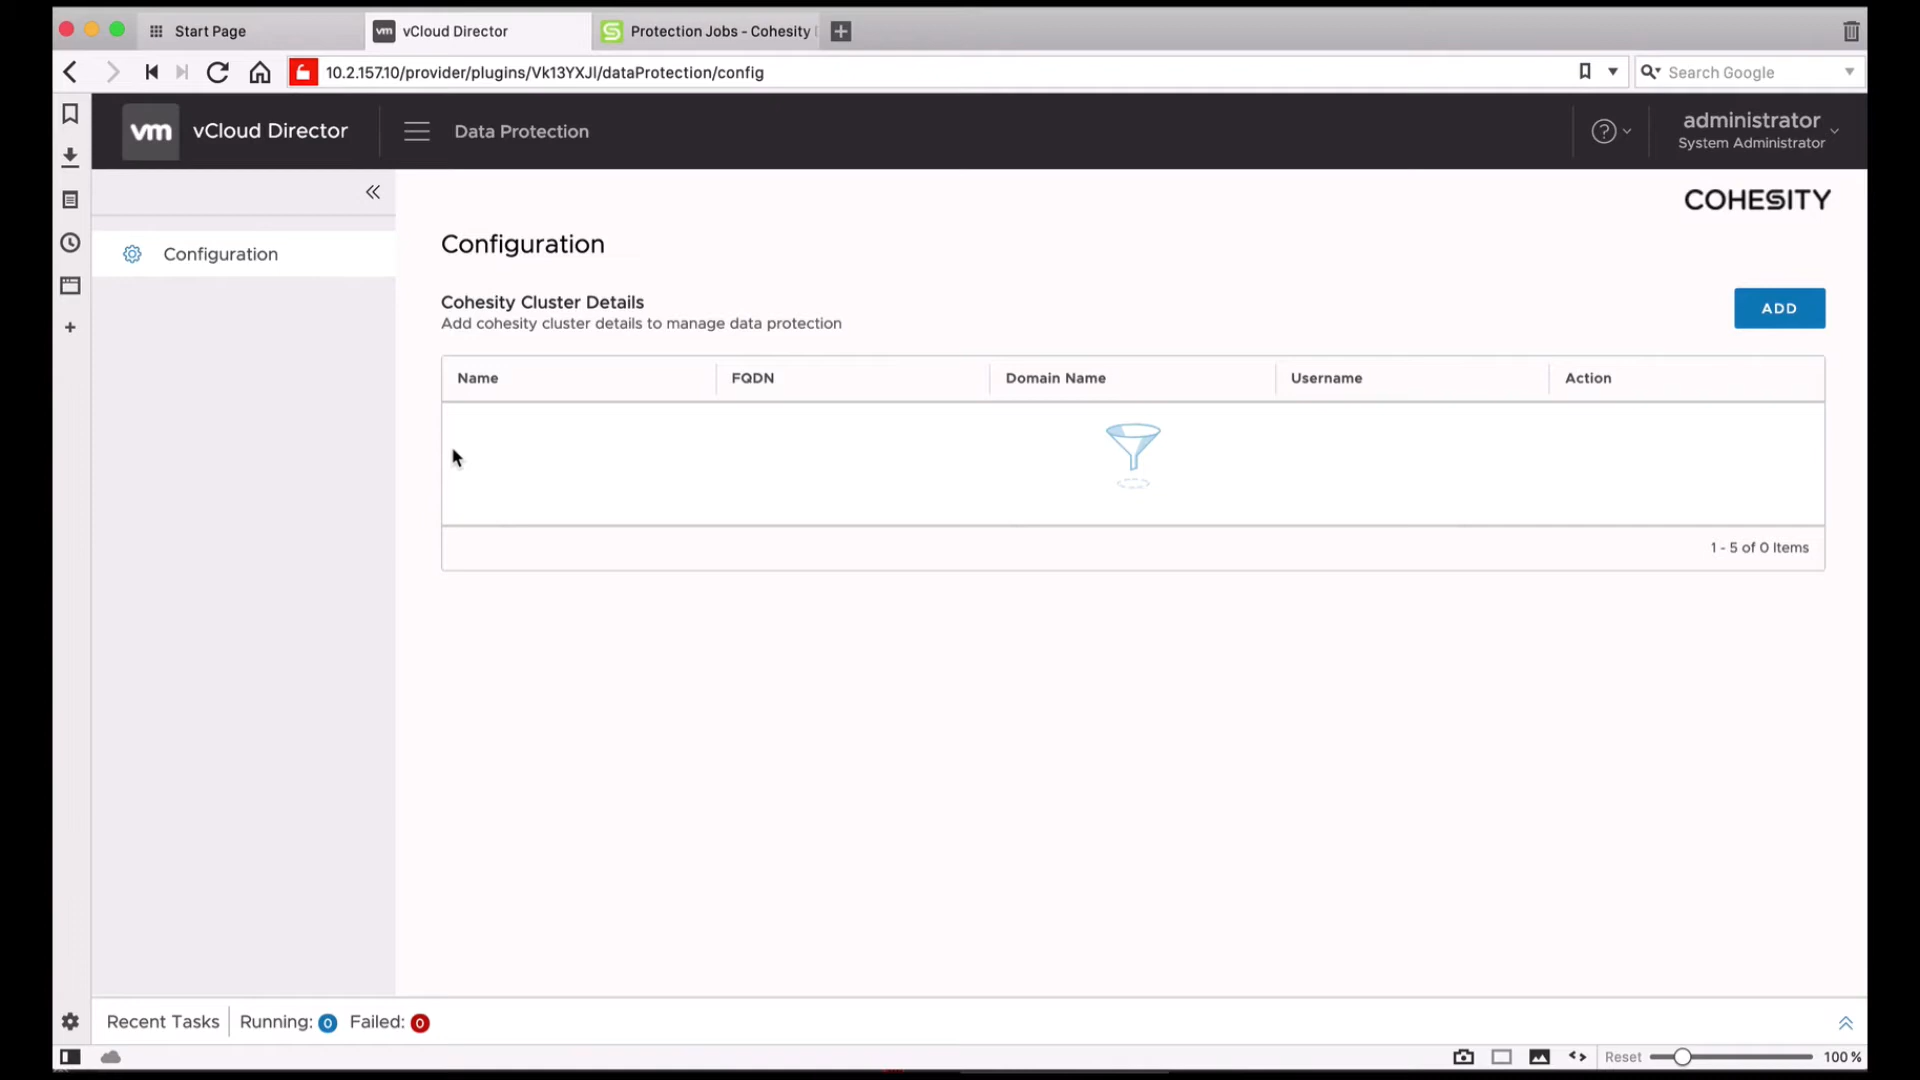 Start Page
vm vCloud Director
Protection Jobs - Cohesity
10.2.157.10/provider/plugins/Vk13YXJl/dataProtection/config
Search Google
vm vCloud Director
Data Protection
?
administrator
System Administrator
COHESITY
Configuration
Configuration
Cohesity Cluster Details
Add cohesity cluster details to manage data protection
ADD
Name FQDN Domain Name Username Action
1 - 5 of 0 Items
Recent Tasks Running: 0 Failed: 0
Reset 100 %